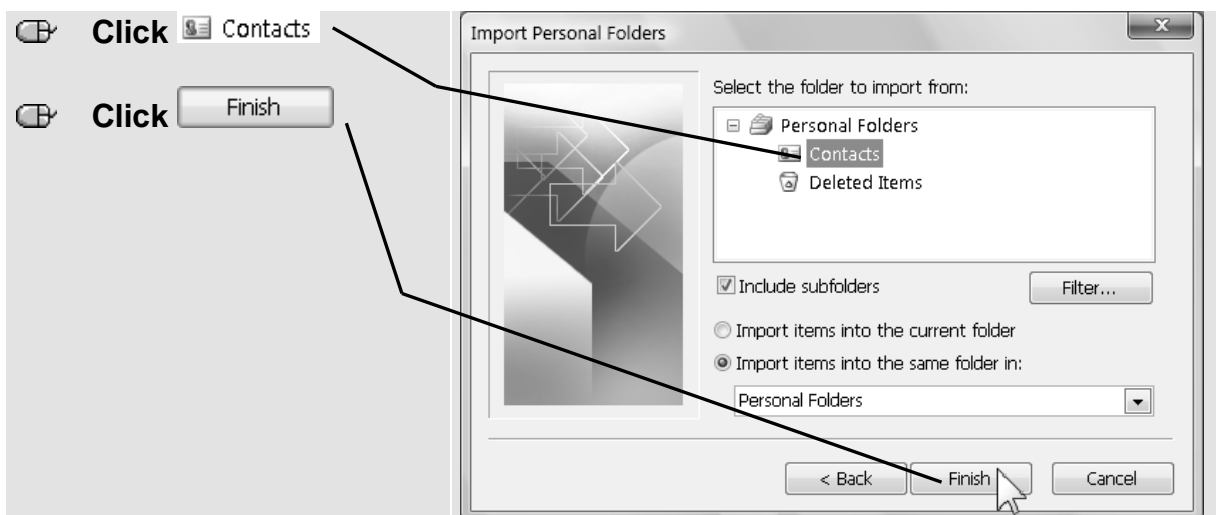 Click Contacts
Click Finish
Import Personal Folders
Select the folder to import from:
Personal Folders
Contacts
Deleted Items
Include subfolders
Filter...
Import items into the current folder
Import items into the same folder in:
Personal Folders
< Back
Finish
Cancel